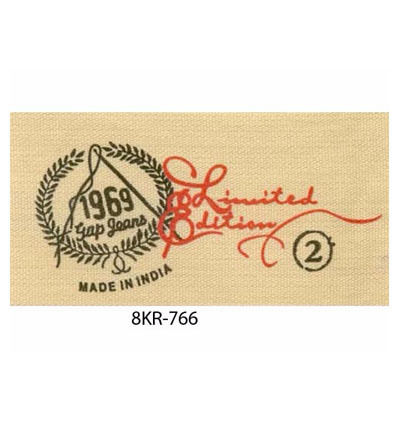 1969
Gap Jeans
MADE IN INDIA
Limited
Edition
2
8KR-766